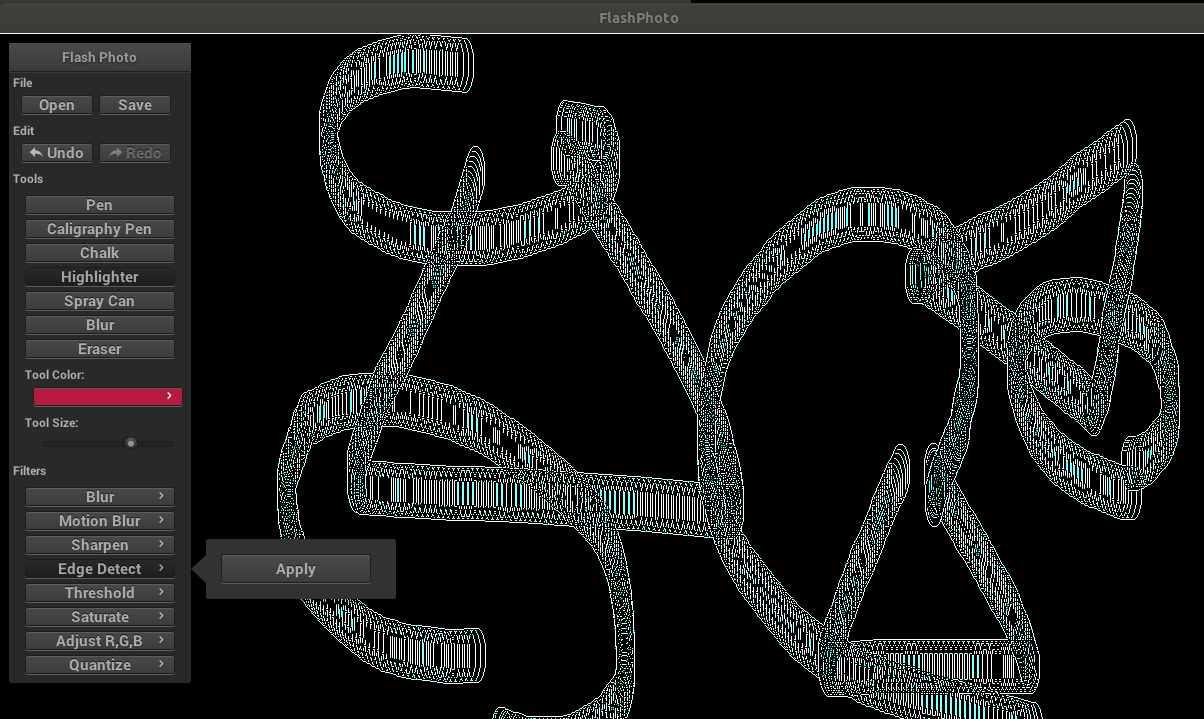 FlashPhoto
Flash Photo
File
Open Save
Edit
Undo Redo
Tools
Pen
Caligraphy Pen
Chalk
Highlighter
Spray Can
Blur
Eraser
Tool Color:
Tool Size:
Filters
Blur
Motion Blur
Sharpen
Edge Detect
Apply
Threshold
Saturate
Adjust R,G,B
Quantize